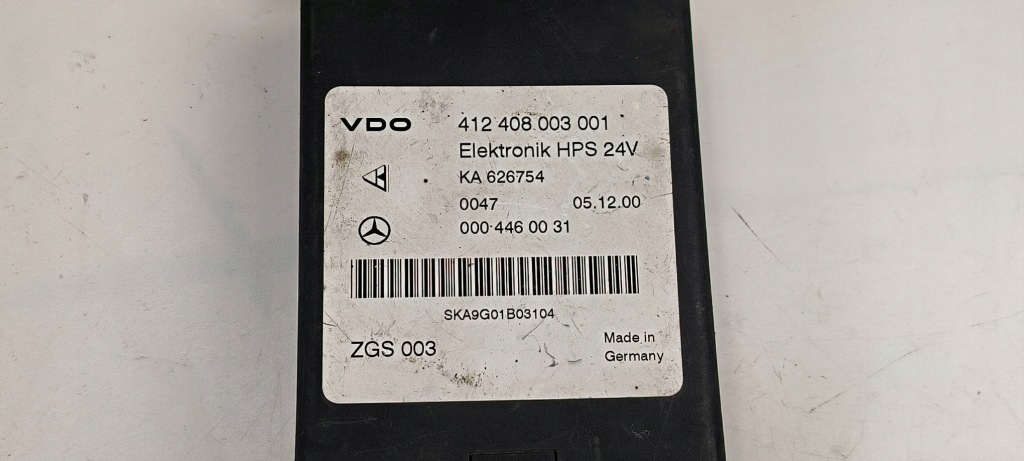 VDO 412 408 003 001
Elektronik HPS 24V
KA 626754
0047 05.12.00
000 446 00 31
SKA9G01B03104
ZGS 003
Made in
Germany